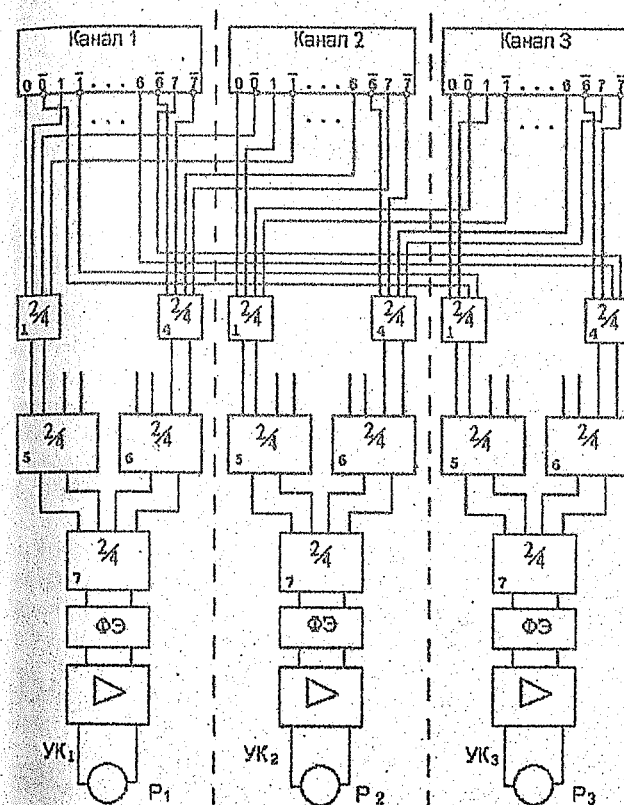 Канал 1 Канал 2 Канал 3
0 0̅ 1 1̅ . . . 6 6̅ 7 7̅ 0 0̅ 1 1̅ . . . 6 6̅ 7 7̅ 0 0̅ 1 1̅ . . . 6 6̅ 7 7̅
. . . . . . . . .
2/4 2/4 2/4 2/4 2/4 2/4
1 4 1 4 1 4
2/4 2/4 2/4 2/4 2/4 2/4
5 6 5 6 5 6
2/4 2/4 2/4
7 7 7
ФЭ ФЭ ФЭ
УК₁ УК₂ УК₃
Р₁ Р₂ Р₃